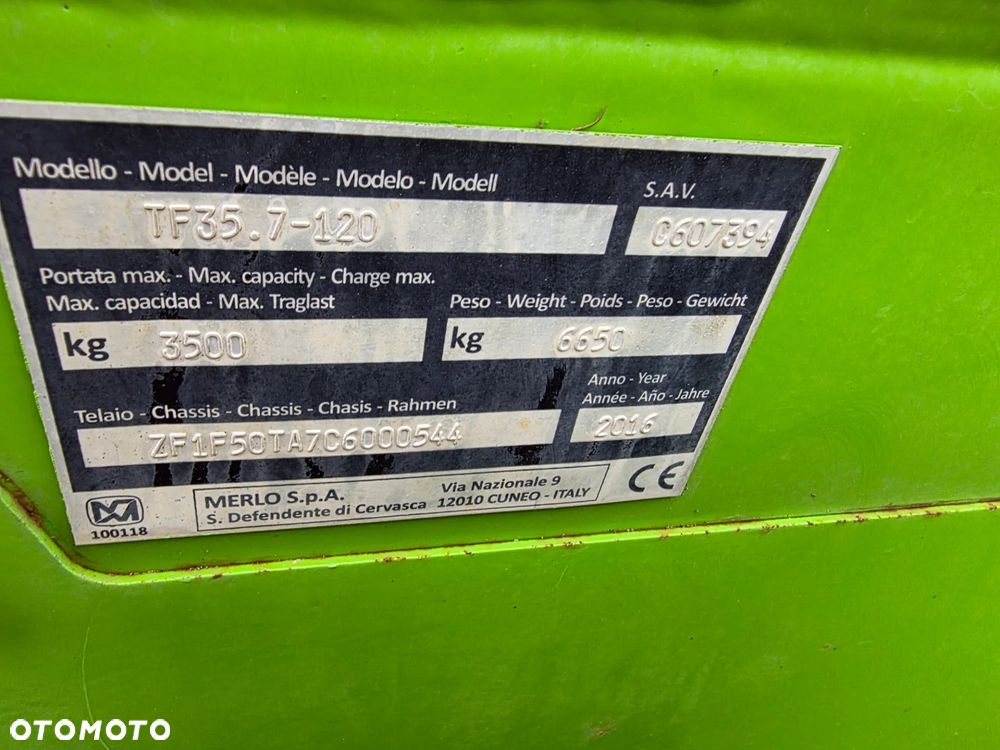 Modello - Model - Modèle - Modelo - Modell
S.A.V.
TF35.7-120
C607394
Portata max. - Max. capacity - Charge max.
Max. capacidad - Max. Traglast
Peso - Weight - Poids - Peso - Gewicht
kg 3500
kg 6650
Anno - Year
Année - Año - Jahre
Telaio - Chassis - Chassis - Chasis - Rahmen
ZF1F50TA7C6000544
2016
MERLO S.p.A.
Via Nazionale 9
S. Defendente di Cervasca 12010 CUNEO - ITALY
CE
100118
OTOMOTO